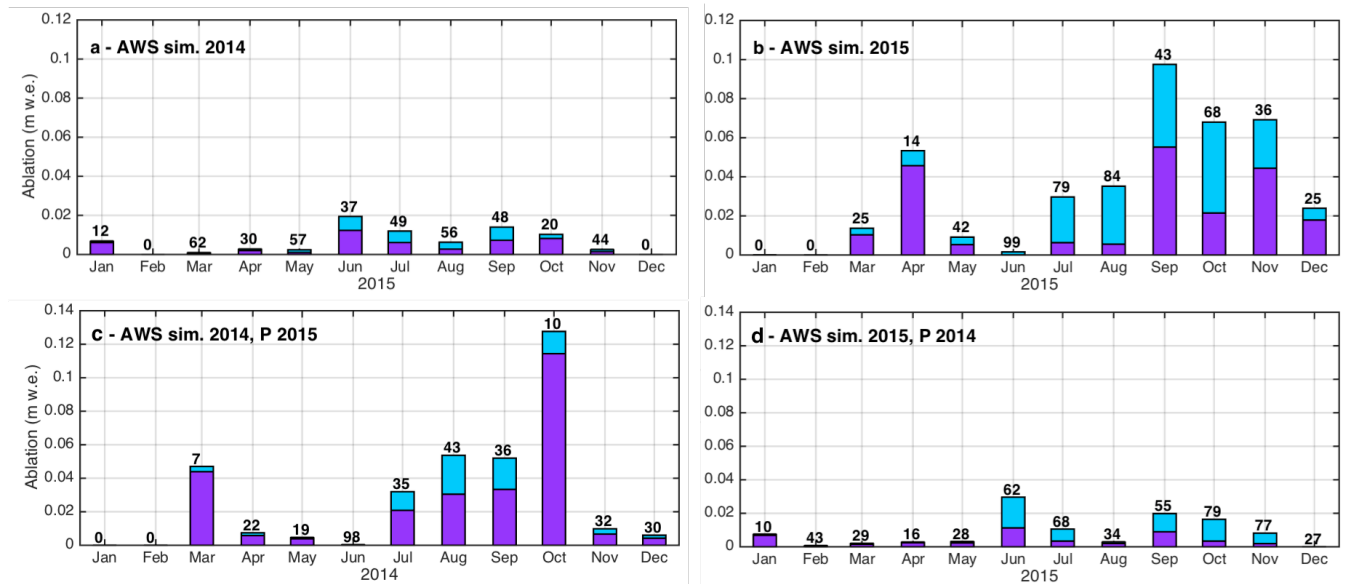 0.12
a - AWS sim. 2014
0.1
0.08
0.06
0.04
0.02
0
Ablation (m w.e.)
12 0 62 30 57 37 49 56 48 20 44 0
Jan Feb Mar Apr May Jun Jul Aug Sep Oct Nov Dec
2015
0.12
b - AWS sim. 2015
0.1
0.08
0.06
0.04
0.02
0
0 0 25 14 42 99 79 84 43 68 36 25
Jan Feb Mar Apr May Jun Jul Aug Sep Oct Nov Dec
2015
0.14
c - AWS sim. 2014, P 2015
0.12
0.1
0.08
0.06
0.04
0.02
0
Ablation (m w.e.)
0 0 7 22 19 98 35 43 36 10 32 30
Jan Feb Mar Apr May Jun Jul Aug Sep Oct Nov Dec
2014
0.14
d - AWS sim. 2015, P 2014
0.12
0.1
0.08
0.06
0.04
0.02
0
10 43 29 16 28 62 68 34 55 79 77 27
Jan Feb Mar Apr May Jun Jul Aug Sep Oct Nov Dec
2015